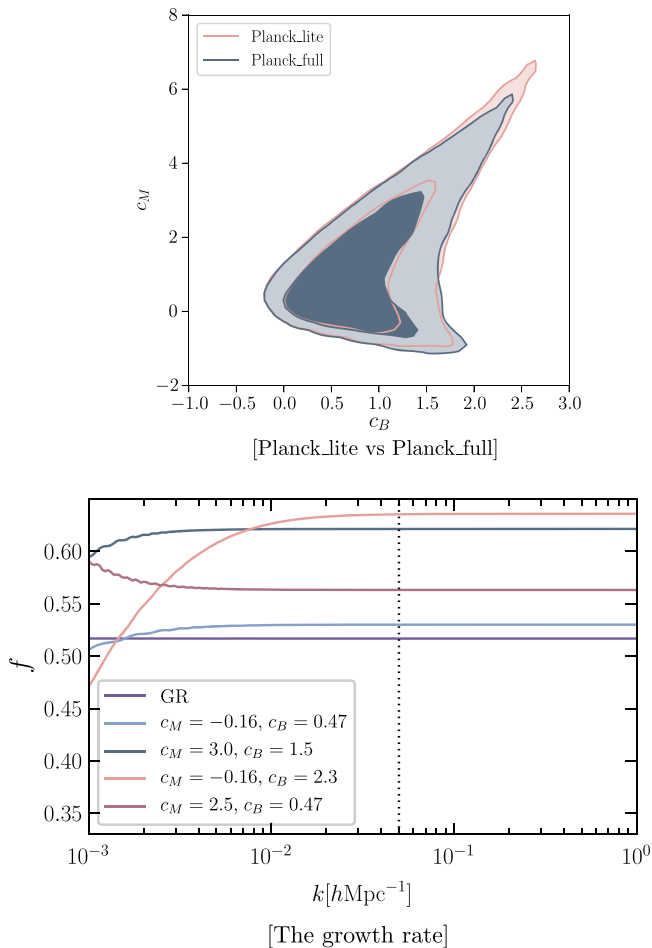 8
6
4
2
0
−2
c_M
Planck_lite
Planck_full
−1.0 −0.5 0.0 0.5 1.0 1.5 2.0 2.5 3.0
c_B
[Planck_lite vs Planck_full]
0.60
0.55
0.50
0.45
0.40
0.35
f
GR
c_M = −0.16, c_B = 0.47
c_M = 3.0, c_B = 1.5
c_M = −0.16, c_B = 2.3
c_M = 2.5, c_B = 0.47
10^−3 10^−2 10^−1 10^0
k[hMpc^−1]
[The growth rate]